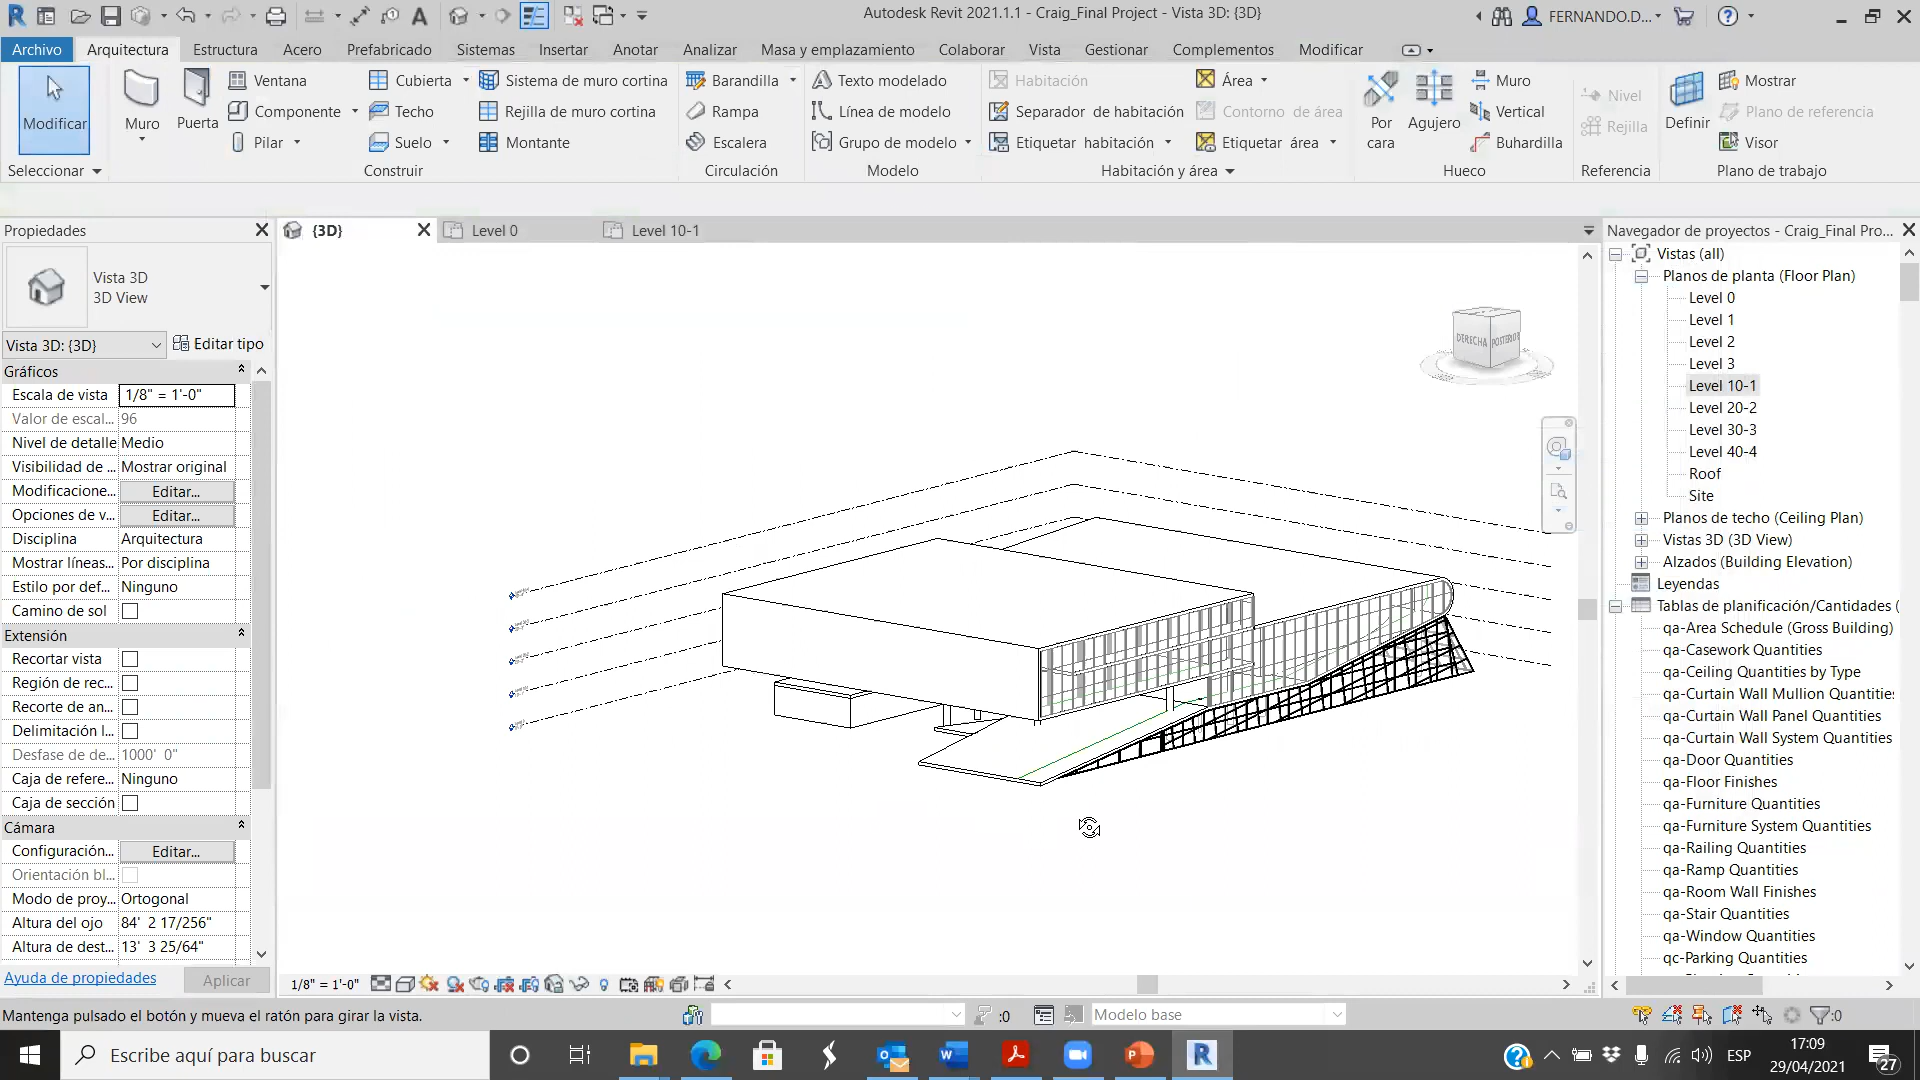 Autodesk Revit 2021.1.1 - Craig_Final Project - Vista 3D: {3D}
FERNANDO.D...
Archivo Arquitectura Estructura Acero Prefabricado Sistemas Insertar Anotar Analizar Masa y emplazamiento Colaborar Vista Gestionar Complementos Modificar
Modificar
Muro
Puerta
Ventana
Componente
Pilar
Cubierta
Techo
Suelo
Sistema de muro cortina
Rejilla de muro cortina
Montante
Barandilla
Rampa
Escalera
Texto modelado
Línea de modelo
Grupo de modelo
Habitación
Separador de habitación
Etiquetar habitación
Área
Contorno de área
Etiquetar área
Por
cara
Agujero
Muro
Vertical
Buhardilla
Nivel
Rejilla
Definir
Mostrar
Plano de referencia
Visor
Seleccionar
Construir
Circulación
Modelo
Habitación y área
Hueco
Referencia
Plano de trabajo
Propiedades
Vista 3D
3D View
Vista 3D: {3D}
Editar tipo
Gráficos
Escala de vista 1/8" = 1'-0"
Valor de escal... 96
Nivel de detalle Medio
Visibilidad de ... Mostrar original
Modificacione... Editar...
Opciones de v... Editar...
Disciplina Arquitectura
Mostrar líneas... Por disciplina
Estilo por def... Ninguno
Camino de sol
Extensión
Recortar vista
Región de rec...
Recorte de an...
Delimitación l...
Desfase de de... 1000' 0"
Caja de refere... Ninguno
Caja de sección
Cámara
Configuración... Editar...
Orientación bl...
Modo de proy... Ortogonal
Altura del ojo 84' 2 17/256"
Altura de dest... 13' 3 25/64"
Ayuda de propiedades
Aplicar
{3D}
Level 0
Level 10-1
DERECHA
POSTERIOR
1/8" = 1'-0"
Navegador de proyectos - Craig_Final Pro...
Vistas (all)
Planos de planta (Floor Plan)
Level 0
Level 1
Level 2
Level 3
Level 10-1
Level 20-2
Level 30-3
Level 40-4
Roof
Site
Planos de techo (Ceiling Plan)
Vistas 3D (3D View)
Alzados (Building Elevation)
Leyendas
Tablas de planificación/Cantidades (
qa-Area Schedule (Gross Building)
qa-Casework Quantities
qa-Ceiling Quantities by Type
qa-Curtain Wall Mullion Quantities
qa-Curtain Wall Panel Quantities
qa-Curtain Wall System Quantities
qa-Door Quantities
qa-Floor Finishes
qa-Furniture Quantities
qa-Furniture System Quantities
qa-Railing Quantities
qa-Ramp Quantities
qa-Room Wall Finishes
qa-Stair Quantities
qa-Window Quantities
qc-Parking Quantities
Mantenga pulsado el botón y mueva el ratón para girar la vista.
:0
Modelo base
:0
Escribe aquí para buscar
ESP
17:09
29/04/2021
27